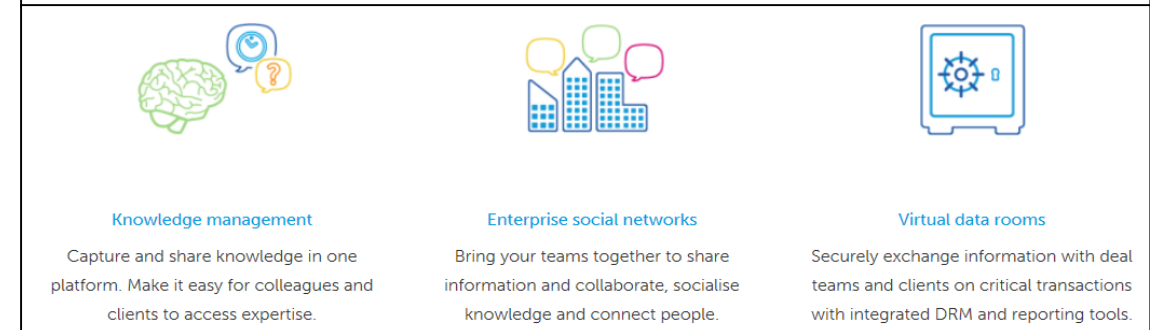 ?
Knowledge management
Capture and share knowledge in one
platform. Make it easy for colleagues and
clients to access expertise.
Enterprise social networks
Bring your teams together to share
information and collaborate, socialise
knowledge and connect people.
Virtual data rooms
Securely exchange information with deal
teams and clients on critical transactions
with integrated DRM and reporting tools.